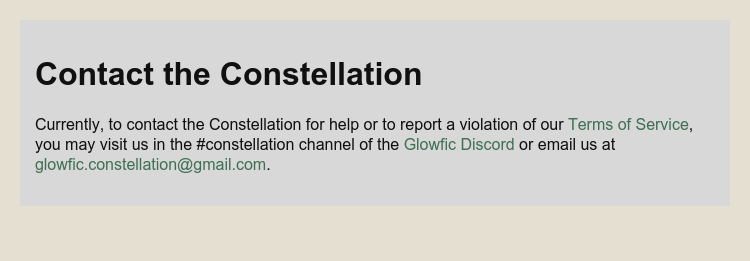 Contact the Constellation
Currently, to contact the Constellation for help or to report a violation of our Terms of Service,
you may visit us in the #constellation channel of the Glowfic Discord or email us at
glowfic.constellation@gmail.com.